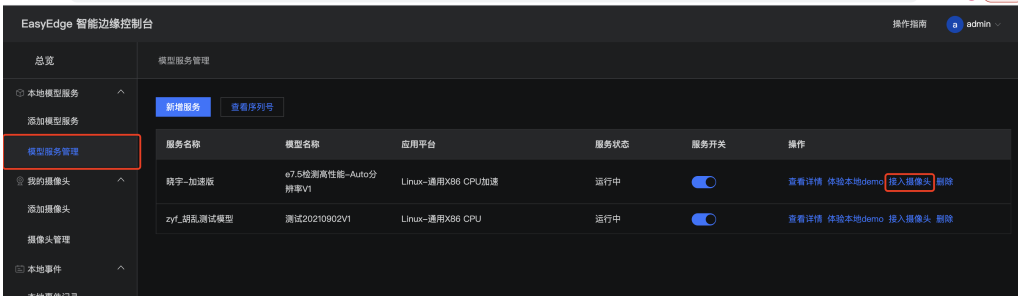 EasyEdge 智能边缘控制台
操作指南
a admin
总览
模型服务管理
本地模型服务
添加模型服务
模型服务管理
我的摄像头
添加摄像头
摄像头管理
本地事件
本地事件记录
新增服务 查看序列号
服务名称 模型名称 应用平台 服务状态 服务开关 操作
晓宇-加速版 e7.5检测高性能-Auto分 Linux-通用X86 CPU加速 运行中 查看详情 体验本地demo 接入摄像头 删除
辨率V1
zyf_胡乱测试模型 测试20210902V1 Linux-通用X86 CPU 运行中 查看详情 体验本地demo 接入摄像头 删除